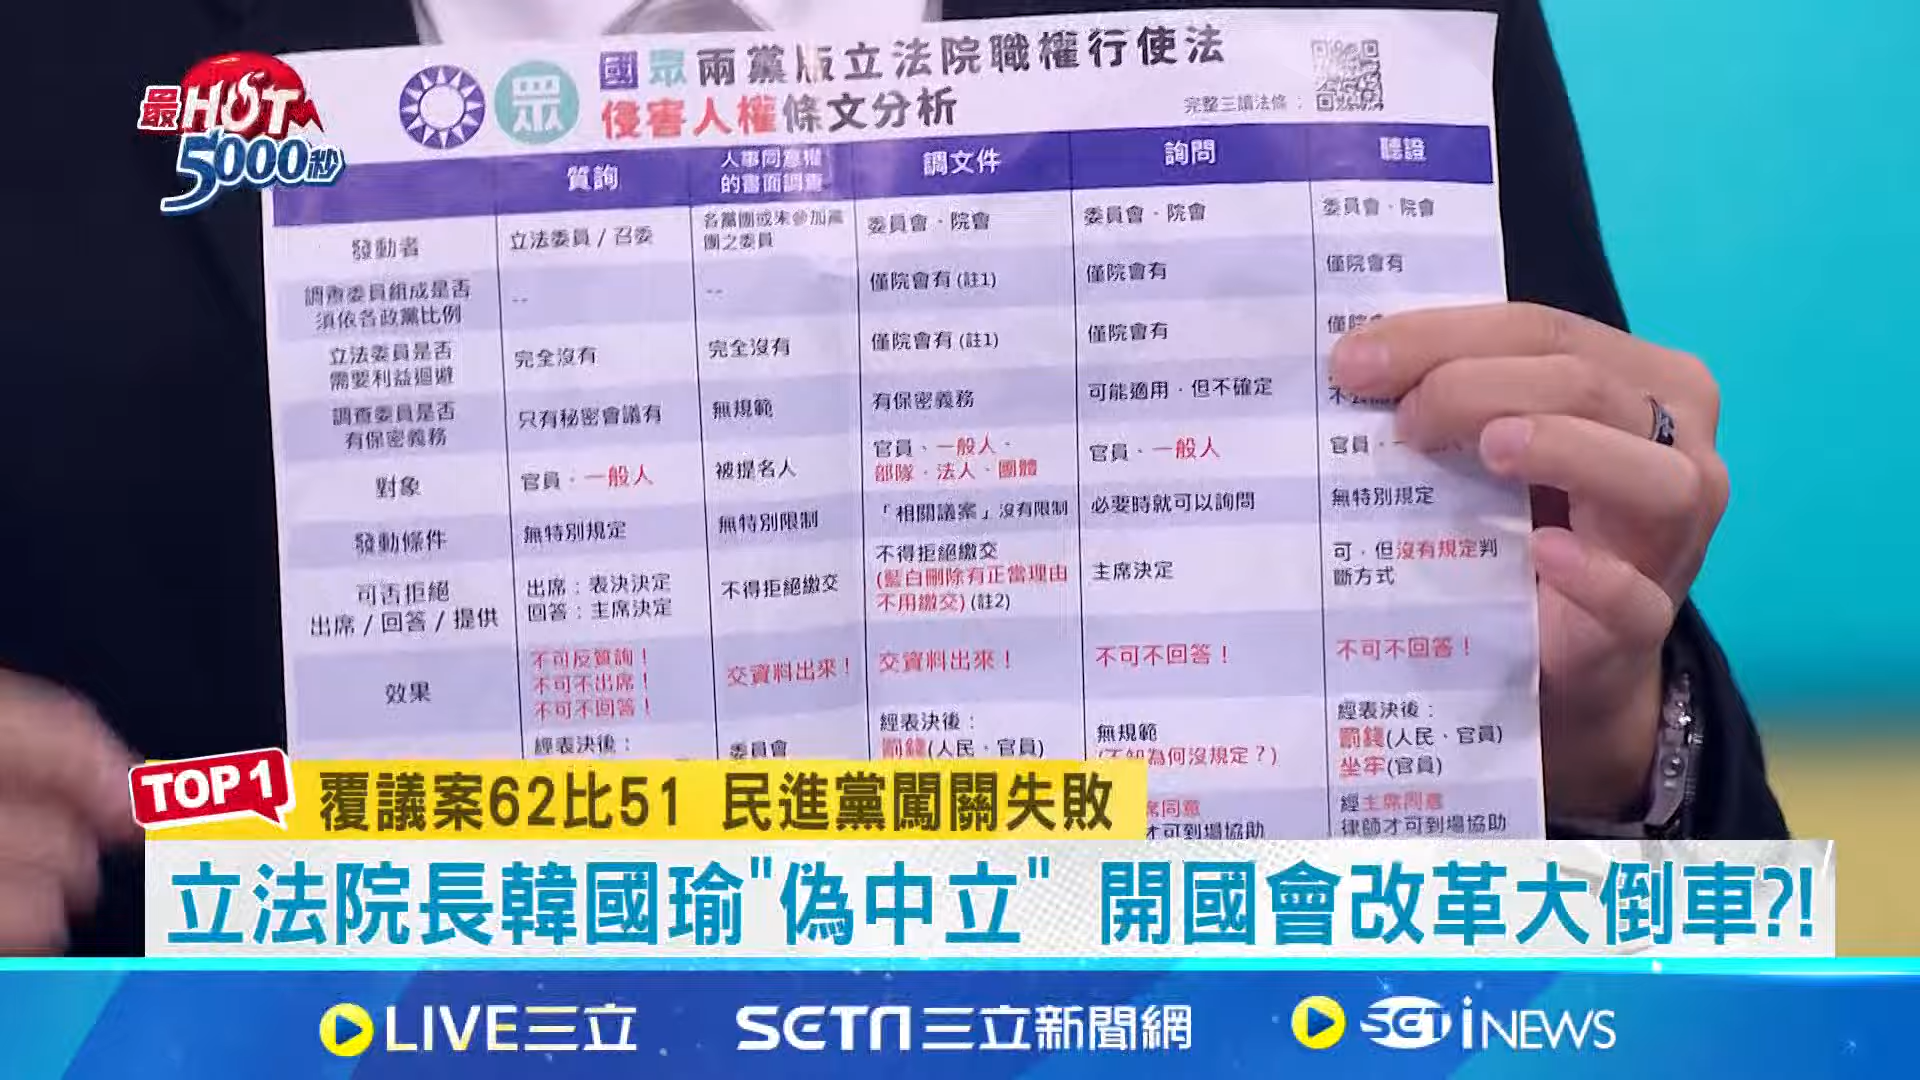 最HOT
5000秒
眾
國眾兩黨版立法院職權行使法
侵害人權條文分析
完整三讀法條：
質詢
人事同意權
的書面調查
調文件
詢問
聽證
發動者
立法委員/召委
各黨團或未參加黨
團之委員
委員會、院會
委員會、院會
委員會、院會
調查委員組成是否
須依各政黨比例
--
--
僅院會有(註1)
僅院會有
僅院會有
立法委員是否
需要利益迴避
完全沒有
完全沒有
僅院會有(註1)
僅院會有
調查委員是否
有保密義務
只有秘密會議有
無規範
有保密義務
可能適用，但不確定
對象
官員、一般人
被提名人
官員、一般人、
部隊、法人、團體
官員、一般人
官員、
發動條件
無特別規定
無特別限制
「相關議案」沒有限制
必要時就可以詢問
無特別規定
可否拒絕
出席/回答/提供
出席：表決決定
回答：主席決定
不得拒絕繳交
不得拒絕繳交
(藍白刪除有正當理由
不用繳交)(註2)
主席決定
可，但沒有規定判
斷方式
效果
不可反質詢！
不可不出席！
不可不回答！
交資料出來！
交資料出來！
不可不回答！
不可不回答！
經表決後：
委員會
經表決後：
罰錢(人民、官員)
無規範
(不知為何沒規定？)
經表決後：
罰錢(人民、官員)
坐牢(官員)
席同意
才可到場協助
經主席同意
律師才可到場協助
TOP 1
覆議案62比51 民進黨闖關失敗
立法院長韓國瑜"偽中立" 開國會改革大倒車?!
LIVE三立
SETN三立新聞網
SETiNEWS